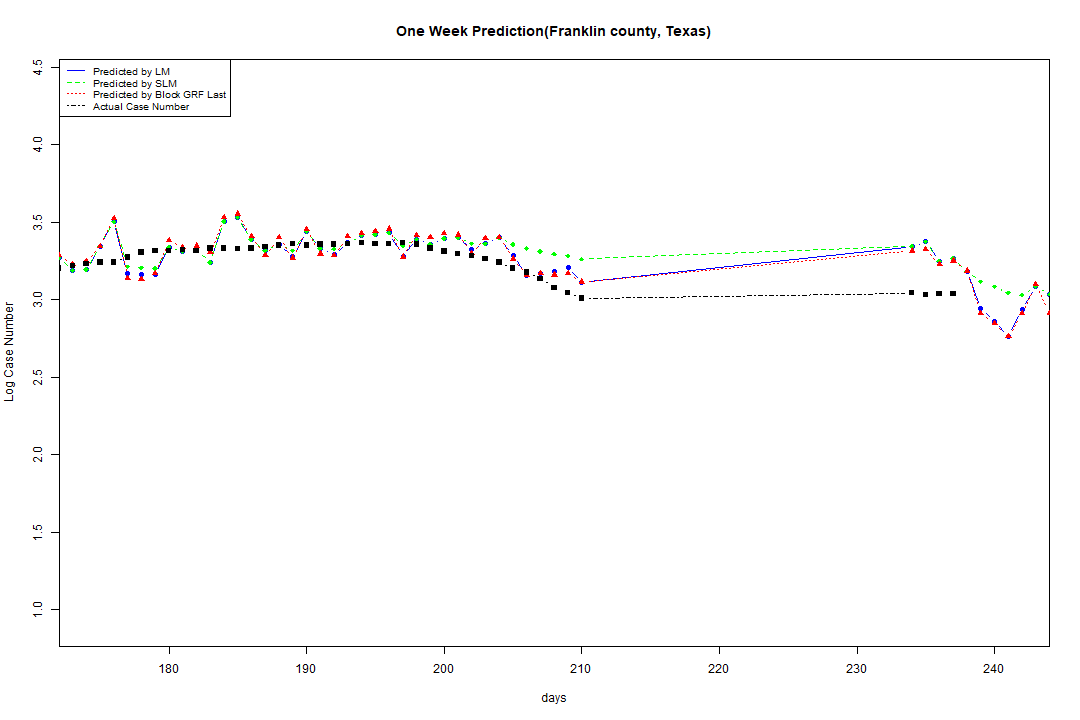 One Week Prediction(Franklin county, Texas)
Predicted by LM
Predicted by SLM
Predicted by Block GRF Last
Actual Case Number
4.5
4.0
3.5
3.0
2.5
2.0
1.5
1.0
Log Case Number
180 190 200 210 220 230 240
days